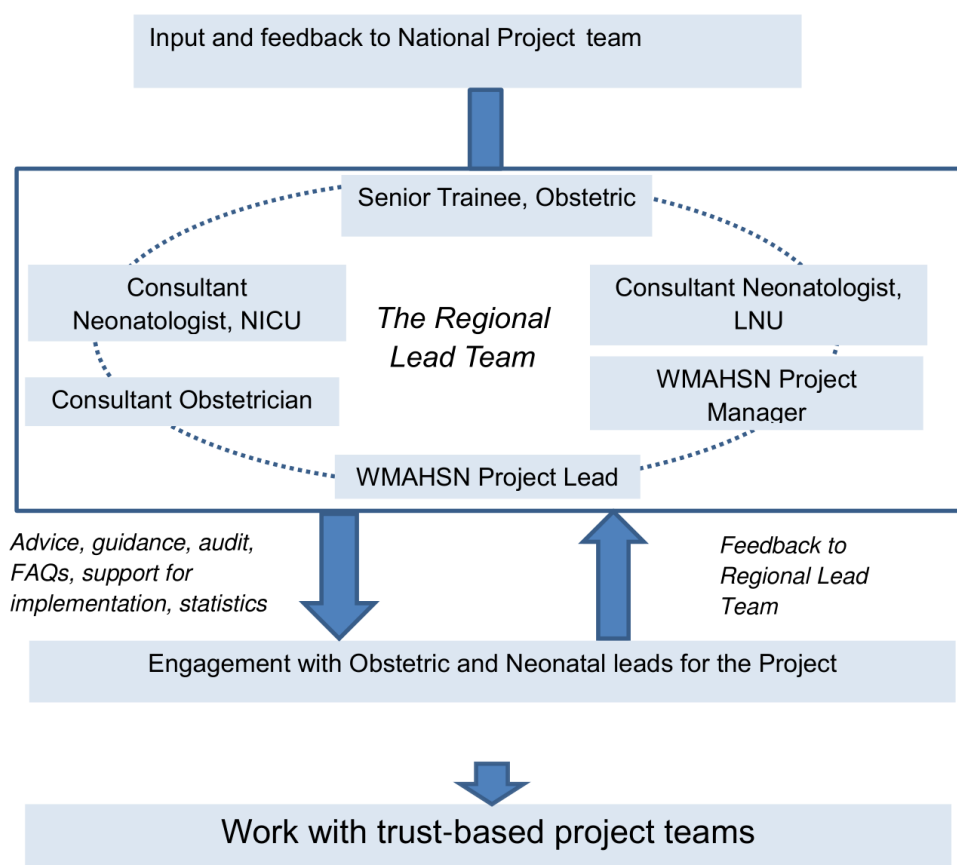 Input and feedback to National Project team
Senior Trainee, Obstetric
Consultant
Neonatologist, NICU
Consultant Neonatologist,
LNU
The Regional
Lead Team
Consultant Obstetrician
WMAHSN Project
Manager
WMAHSN Project Lead
Advice, guidance, audit,
FAQs, support for
implementation, statistics
Feedback to
Regional Lead
Team
Engagement with Obstetric and Neonatal leads for the Project
Work with trust-based project teams